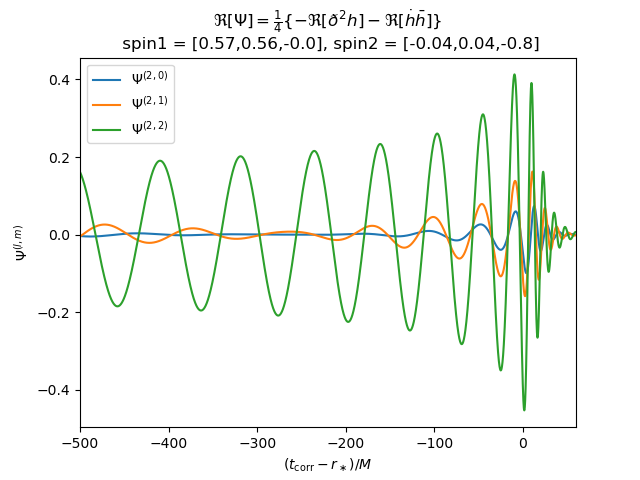 ℜ[Ψ] = 1/4{−ℜ[ð²h] − ℜ[ḣh̄]}
spin1 = [0.57,0.56,-0.0], spin2 = [-0.04,0.04,-0.8]
Ψ^(2,0)
Ψ^(2,1)
Ψ^(2,2)
0.4
0.2
0.0
−0.2
−0.4
Ψ^(l,m)
−500 −400 −300 −200 −100 0
(t_corr − r_*)/M